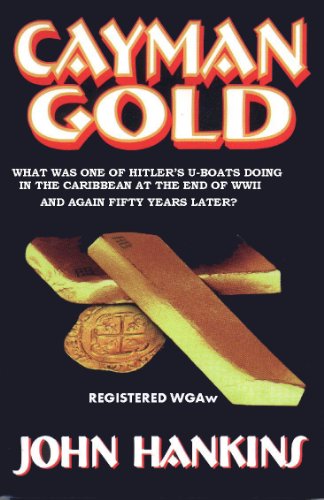 CAYMAN
GOLD
WHAT WAS ONE OF HITLER'S U-BOATS DOING
IN THE CARIBBEAN AT THE END OF WWII
AND AGAIN FIFTY YEARS LATER?
REGISTERED WGAw
JOHN HANKINS